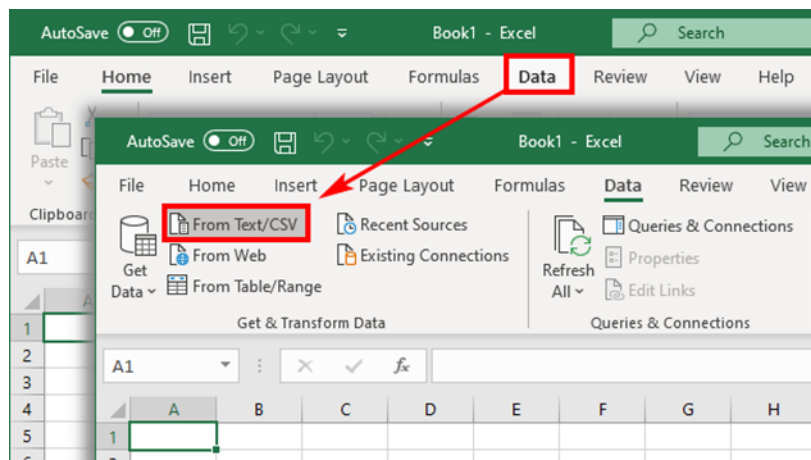 AutoSave Off Book1 - Excel Search
File Home Insert Page Layout Formulas Data Review View Help
Paste
Clipboar
A1
1
2
3
4
5
AutoSave Off Book1 - Excel Search
File Home Insert Page Layout Formulas Data Review View
Get Data
From Text/CSV
From Web
From Table/Range
Recent Sources
Existing Connections
Get & Transform Data
Refresh All
Queries & Connections
Properties
Edit Links
Queries & Connections
A1 fx
A B C D E F G H
1